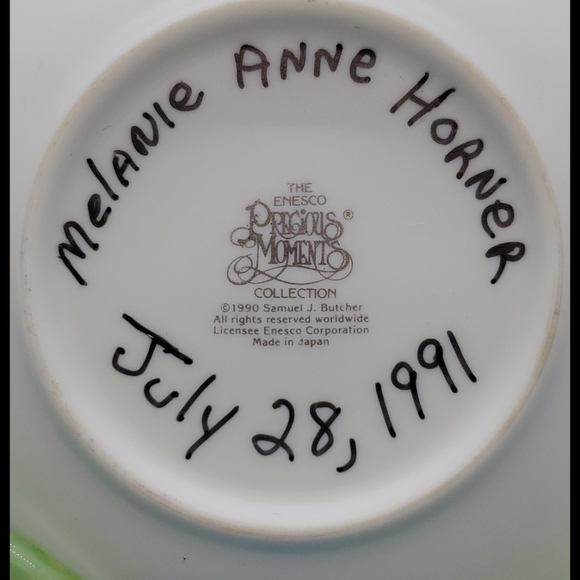 MelANie ANNe HORNeR
THE
ENESCO
PRECIOUS
MOMENTS®
COLLECTION
©1990 Samuel J. Butcher
All rights reserved worldwide
Licensee Enesco Corporation
Made in Japan
July 28, 1991